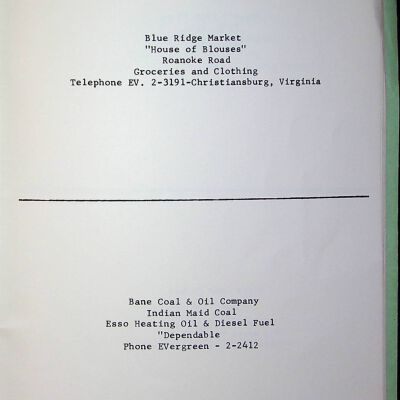 Blue Ridge Market
"House of Blouses"
Roanoke Road
Groceries and Clothing
Telephone EV. 2-3191-Christiansburg, Virginia
Bane Coal & Oil Company
Indian Maid Coal
Esso Heating Oil & Diesel Fuel
"Dependable
Phone EVergreen - 2-2412